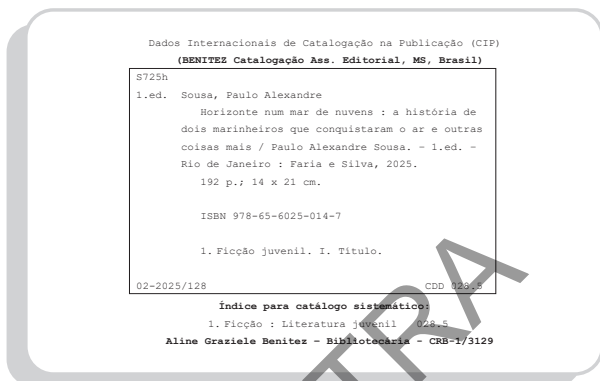 Dados Internacionais de Catalogação na Publicação (CIP)
(BENITEZ Catalogação Ass. Editorial, MS, Brasil)
S725h
1.ed. Sousa, Paulo Alexandre
Horizonte num mar de nuvens : a história de
dois marinheiros que conquistaram o ar e outras
coisas mais / Paulo Alexandre Sousa. – 1.ed. –
Rio de Janeiro : Faria e Silva, 2025.
192 p.; 14 x 21 cm.
ISBN 978-65-6025-014-7
1. Ficção juvenil. I. Título.
02-2025/128 CDD 028.5
Índice para catálogo sistemático:
1. Ficção : Literatura juvenil 028.5
Aline Graziele Benitez – Bibliotecária – CRB-1/3129
TRA